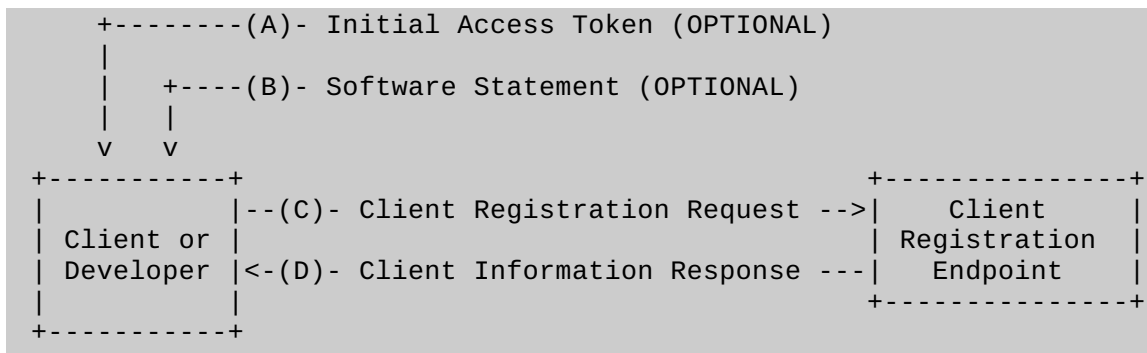 +--------(A)- Initial Access Token (OPTIONAL)
|
|   +----(B)- Software Statement (OPTIONAL)
|   |
v   v
+-----------+                                      +---------------+
|           |--(C)- Client Registration Request -->|    Client     |
| Client or |                                      | Registration  |
| Developer |<-(D)- Client Information Response ---|   Endpoint    |
|           |                                      +---------------+
+-----------+